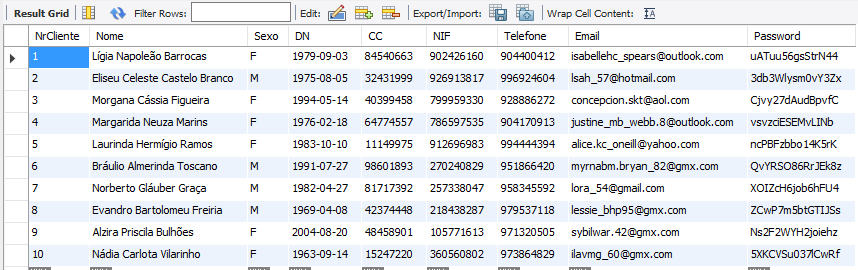 Result Grid Filter Rows: Edit: Export/Import: Wrap Cell Content: IA
NrCliente Nome Sexo DN CC NIF Telefone Email Password
1 Lígia Napoleão Barrocas F 1979-09-03 84540663 902426160 904400412 isabellehc_spears@outlook.com uATuu56gsStrN44
2 Eliseu Celeste Castelo Branco M 1975-08-05 32431999 926913817 996924604 lsah_57@hotmail.com 3db3Wlysm0vY3Zx
3 Morgana Cássia Figueira F 1994-05-14 40399458 799959330 928886272 concepcion.skt@aol.com Cjvy27dAudBpvfC
4 Margarida Neuza Marins F 1976-02-18 64774557 786597535 904170913 justine_mb_webb.8@outlook.com vsvzciESEMvLINb
5 Laurinda Hermígio Ramos F 1983-10-10 11149975 912696983 994444394 alice.kc_oneill@yahoo.com ncPBFzbbo14K5rK
6 Bráulio Almerinda Toscano M 1991-07-27 98601893 270240829 951866420 myrnabm.bryan_82@gmx.com QvYRSO86RrJEk8z
7 Norberto Gláuber Graça M 1982-04-27 81717392 257338047 958345592 lora_54@gmail.com XOIZcH6job6hFU4
8 Evandro Bartolomeu Freiria M 1969-04-08 42374448 218438287 979537118 lessie_bhp95@gmx.com ZCwP7m5btGTIJSs
9 Alzira Priscila Bulhões F 2004-08-20 48458901 105771613 971320505 sybilwar.42@gmx.com Ns2F2WYH2joiehz
10 Nádia Carlota Vilarinho F 1963-09-14 15247220 360560802 973864829 ilavmg_60@gmx.com 5XKCVSu037lCwRf